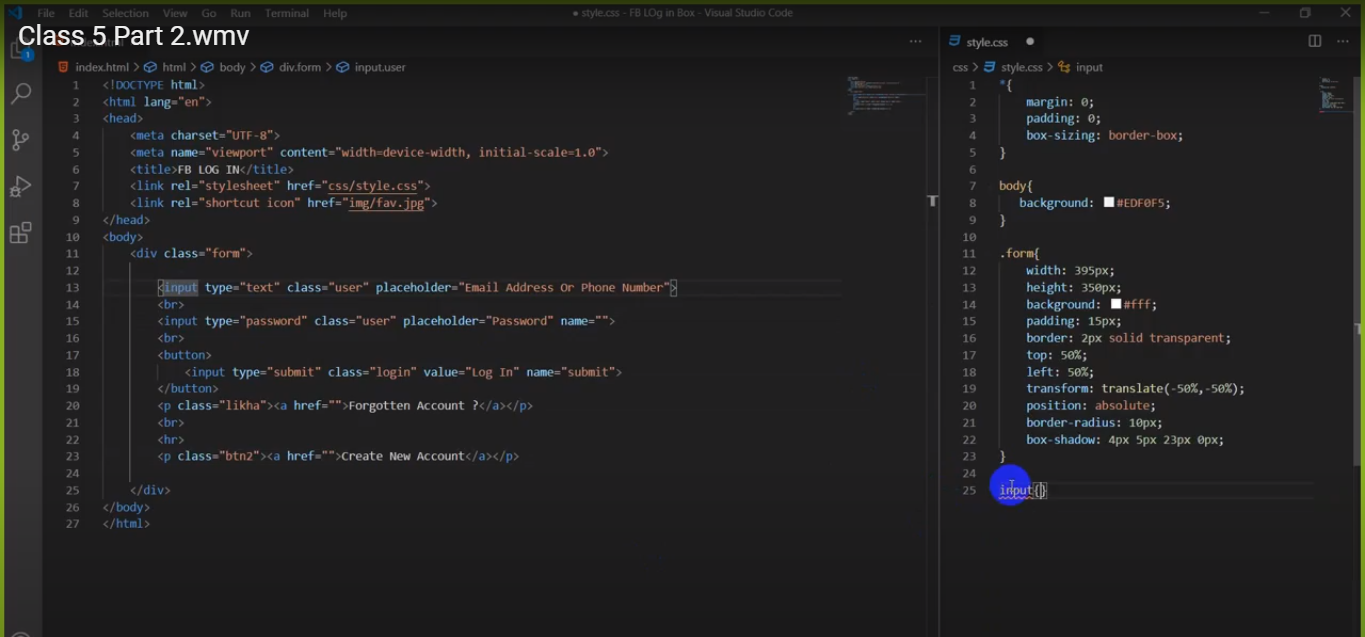 File Edit Selection View Go Run Terminal Help
● style.css - FB LOg in Box - Visual Studio Code
Class 5 Part 2.wmv
1
index.html > html > body > div.form > input.user
1 <!DOCTYPE html>
2 <html lang="en">
3 <head>
4 <meta charset="UTF-8">
5 <meta name="viewport" content="width=device-width, initial-scale=1.0">
6 <title>FB LOG IN</title>
7 <link rel="stylesheet" href="css/style.css">
8 <link rel="shortcut icon" href="img/fav.jpg">
9 </head>
10 <body>
11 <div class="form">
12
13 <input type="text" class="user" placeholder="Email Address Or Phone Number">
14 <br>
15 <input type="password" class="user" placeholder="Password" name="">
16 <br>
17 <button>
18 <input type="submit" class="login" value="Log In" name="submit">
19 </button>
20 <p class="likha"><a href="">Forgotten Account ?</a></p>
21 <br>
22 <hr>
23 <p class="btn2"><a href="">Create New Account</a></p>
24
25 </div>
26 </body>
27 </html>
style.css ●
css > style.css > input
1 *{
2 margin: 0;
3 padding: 0;
4 box-sizing: border-box;
5 }
6
7 body{
8 background: #EDF0F5;
9 }
10
11 .form{
12 width: 395px;
13 height: 350px;
14 background: #fff;
15 padding: 15px;
16 border: 2px solid transparent;
17 top: 50%;
18 left: 50%;
19 transform: translate(-50%,-50%);
20 position: absolute;
21 border-radius: 10px;
22 box-shadow: 4px 5px 23px 0px;
23 }
24
25 input{}